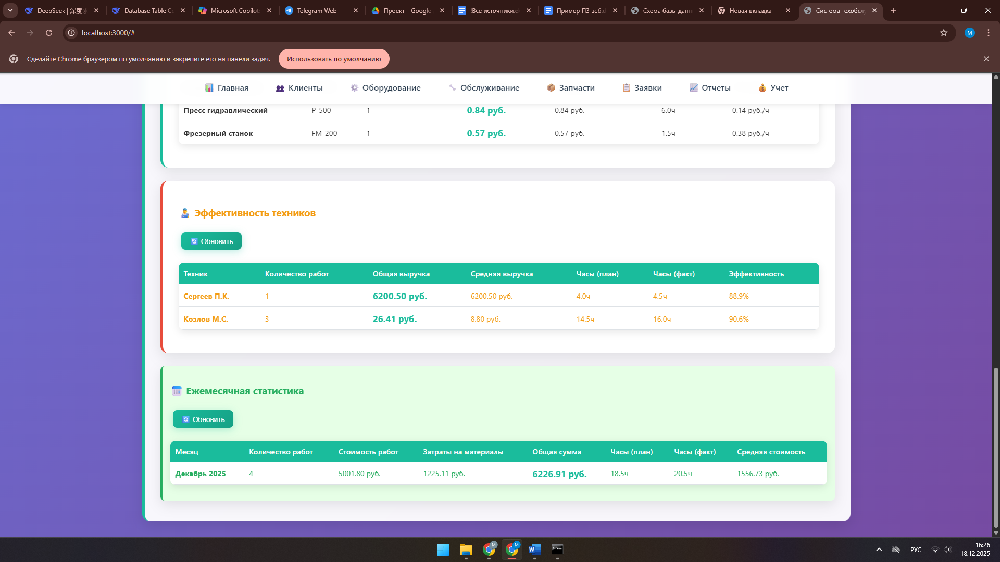 DeepSeek | 深度
Database Table Co
Microsoft Copilot:
Telegram Web
Проект – Google
!Все источники.d
Пример ПЗ веб.d
Схема базы данн
Новая вкладка
Система техобслу
localhost:3000/#
М
Сделайте Chrome браузером по умолчанию и закрепите его на панели задач.
Использовать по умолчанию
Главная
Клиенты
Оборудование
Обслуживание
Запчасти
Заявки
Отчеты
Учет
Пресс гидравлический P-500 1 0.84 руб. 0.84 руб. 6.0ч 0.14 руб./ч
Фрезерный станок FM-200 1 0.57 руб. 0.57 руб. 1.5ч 0.38 руб./ч
Эффективность техников
Обновить
Техник Количество работ Общая выручка Средняя выручка Часы (план) Часы (факт) Эффективность
Сергеев П.К. 1 6200.50 руб. 6200.50 руб. 4.0ч 4.5ч 88.9%
Козлов М.С. 3 26.41 руб. 8.80 руб. 14.5ч 16.0ч 90.6%
Ежемесячная статистика
Обновить
Месяц Количество работ Стоимость работ Затраты на материалы Общая сумма Часы (план) Часы (факт) Средняя стоимость
Декабрь 2025 4 5001.80 руб. 1225.11 руб. 6226.91 руб. 18.5ч 20.5ч 1556.73 руб.
М
М
W
РУС
16:26
18.12.2025